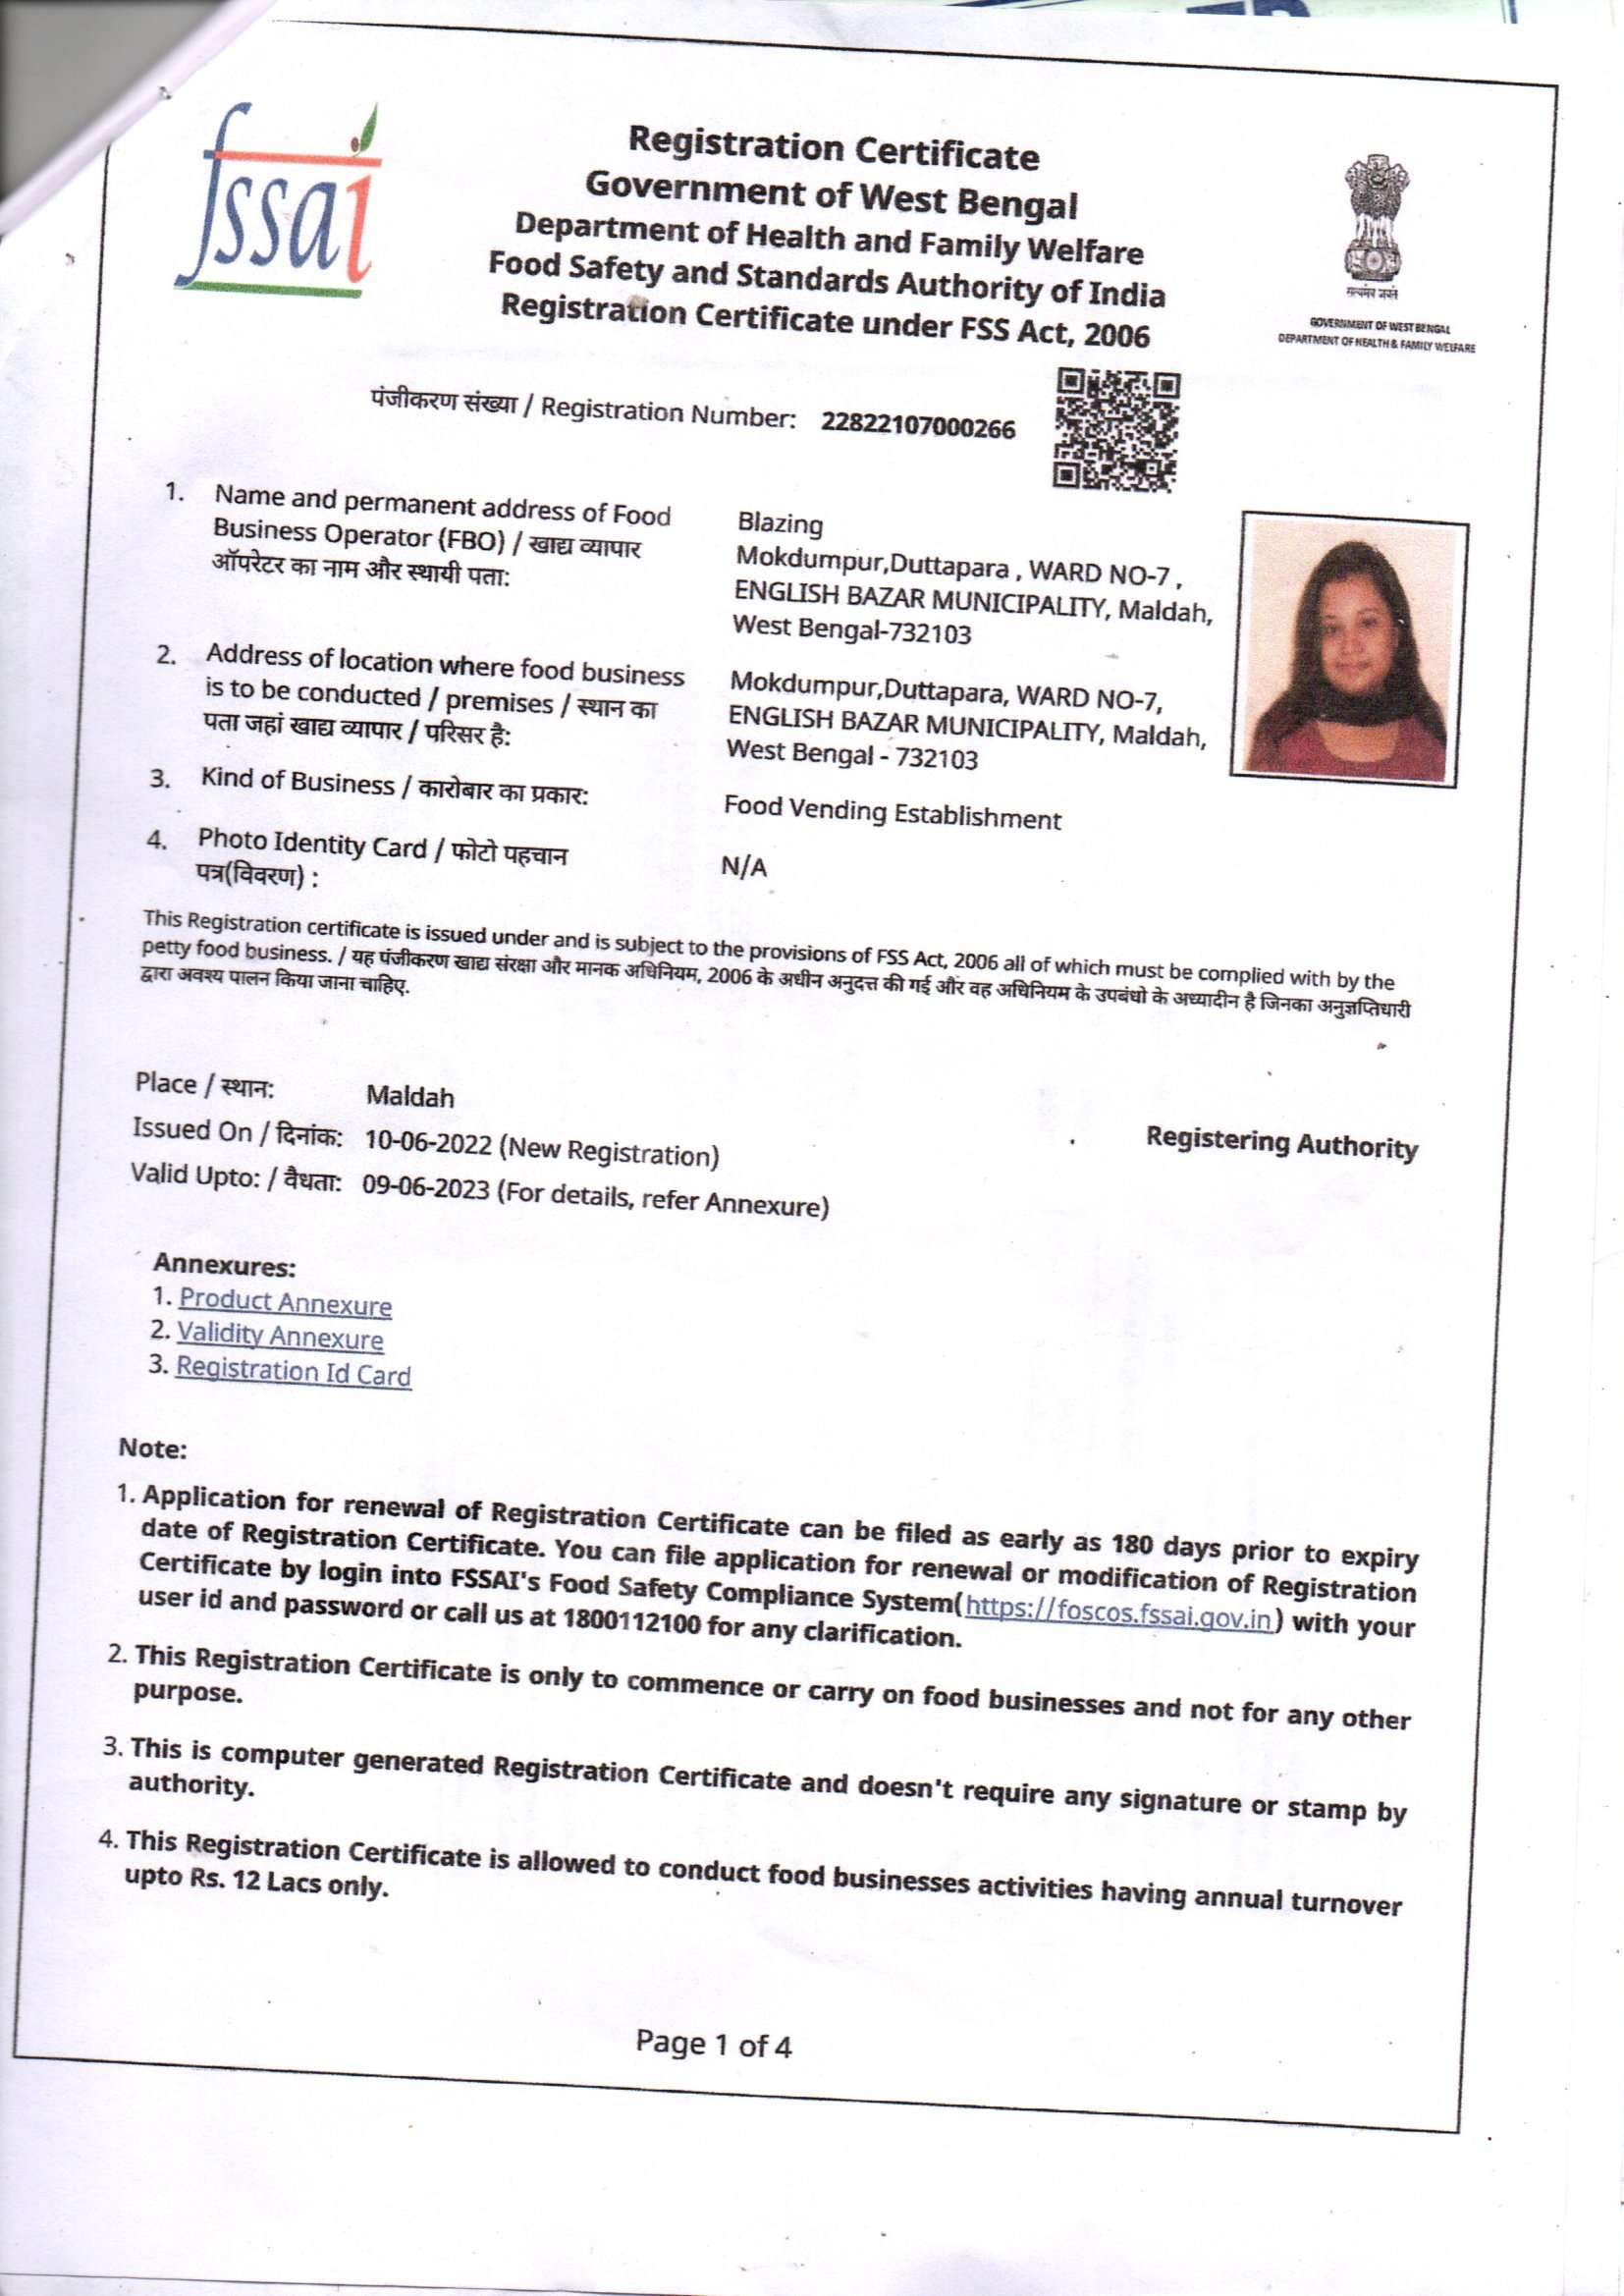 fssai
Registration Certificate
Government of West Bengal
Department of Health and Family Welfare
Food Safety and Standards Authority of India
Registration Certificate under FSS Act, 2006
सत्यमेव जयते
GOVERNMENT OF WEST BENGAL
DEPARTMENT OF HEALTH & FAMILY WELFARE
पंजीकरण संख्या / Registration Number: 22822107000266
1. Name and permanent address of Food
Business Operator (FBO) / खाद्य व्यापार
ऑपरेटर का नाम और स्थायी पता:
Blazing
Mokdumpur,Duttapara , WARD NO-7 ,
ENGLISH BAZAR MUNICIPALITY, Maldah,
West Bengal-732103
2. Address of location where food business
is to be conducted / premises / स्थान का
पता जहां खाद्य व्यापार / परिसर है:
Mokdumpur,Duttapara, WARD NO-7,
ENGLISH BAZAR MUNICIPALITY, Maldah,
West Bengal - 732103
3. Kind of Business / कारोबार का प्रकार:
Food Vending Establishment
4. Photo Identity Card / फोटो पहचान
पत्र(विवरण) :
N/A
This Registration certificate is issued under and is subject to the provisions of FSS Act, 2006 all of which must be complied with by the
petty food business. / यह पंजीकरण खाद्य संरक्षा और मानक अधिनियम, 2006 के अधीन अनुदत्त की गई और वह अधिनियम के उपबंधो के अध्यादीन है जिनका अनुज्ञप्तिधारी
द्वारा अवश्य पालन किया जाना चाहिए.
Place / स्थान: Maldah
Issued On / दिनांक: 10-06-2022 (New Registration)
Registering Authority
Valid Upto: / वैधता: 09-06-2023 (For details, refer Annexure)
Annexures:
1. Product Annexure
2. Validity Annexure
3. Registration Id Card
Note:
1. Application for renewal of Registration Certificate can be filed as early as 180 days prior to expiry
date of Registration Certificate. You can file application for renewal or modification of Registration
Certificate by login into FSSAI's Food Safety Compliance System(https://foscos.fssai.gov.in) with your
user id and password or call us at 1800112100 for any clarification.
2. This Registration Certificate is only to commence or carry on food businesses and not for any other
purpose.
3. This is computer generated Registration Certificate and doesn't require any signature or stamp by
authority.
4. This Registration Certificate is allowed to conduct food businesses activities having annual turnover
upto Rs. 12 Lacs only.
Page 1 of 4